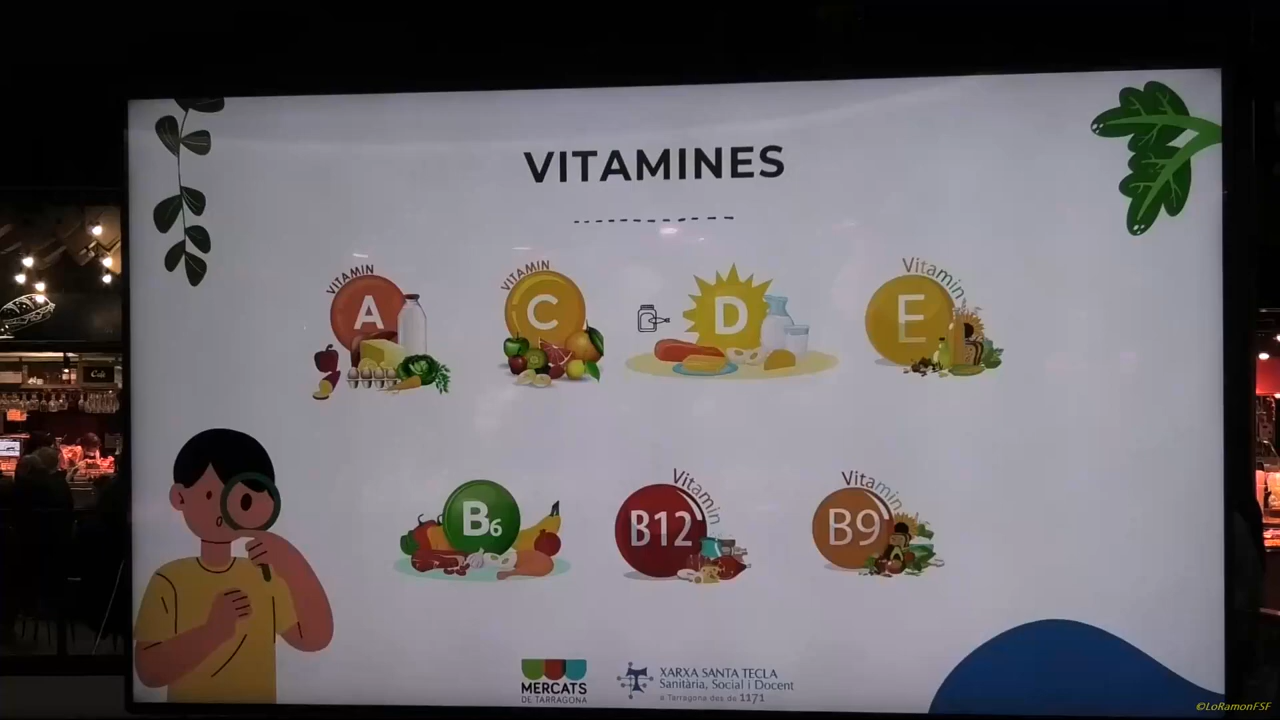 VITAMINES
VITAMIN
A
VITAMIN
C
D
Vitamin
E
B6
Vitamin
B12
Vitamin
B9
MERCATS
DE TARRAGONA
XARXA SANTA TECLA
Sanitària, Social i Docent
a Tarragona des de 1171
Café
©LoRamonFSF